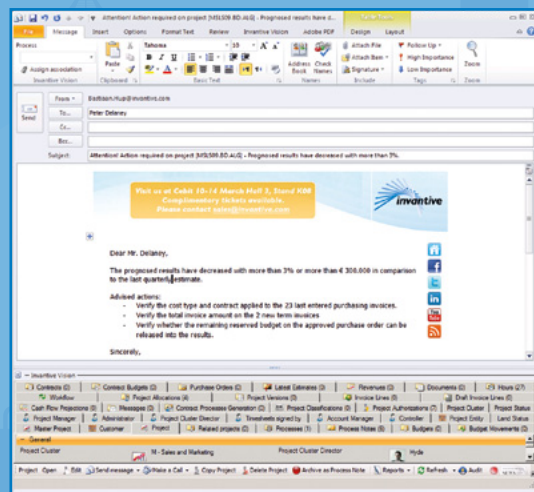 Attention! Action required on project [MSLS09.BD.ALG] - Prognosed results have d...
File Message Insert Options Format Text Review Invantive Vision Adobe PDF Design Layout
Process
Assign association
Invantive Vision
Paste
Clipboard
Tahoma 10
B I U
Basic Text
Address Book Check Names
Names
Attach File
Attach Item
Signature
Include
Follow Up
High Importance
Low Importance
Tags
Zoom
Zoom
Send
From
To... Peter Delaney
Cc...
Bcc...
Subject: Attention! Action required on project [MSLS09.BD.ALG] - Prognosed results have decreased with more than 3%.
Visit us at Cebit 10-14 March Hall 5, Stand
Complimentary tickets available.
Please contact sales@invantive.com
invantive
Dear Mr. Delaney,
The prognosed results have decreased with more than 3% or more than € 306.000 in comparison
to the last quarterly estimate.
Advised actions:
- Verify the cost type and contract applied to the 23 last entered purchasing invoices.
- Verify the total invoice amount on the 2 new term invoices
- Verify whether the remaining reserved budget on the approved purchase order can be
released into the results.
Sincerely,
Invantive Vision
Contracts (0) Contract Budgets (0) Purchase Orders (0) Latest Estimates (0) Revenues (0) Documents (0) Hours (27)
Workflow Project Allocations (4) Project Versions (0) Invoice Lines (0) Draft Invoice Lines (0)
Cash Flow Projections (0) Messages (0) Contract Processes Generation (0) Project Classifications (0) Project Authorizations (7) Project Cluster Project Status
Project Manager Administrator Project Cluster Director Timesheets signed by Account Manager Controller Project Entity Land Status
Master Project Customer Project Related projects (0) Processes (1) Process Notes (5) Budgets (0) Budget Movements (0)
General
Project Cluster M - Sales and Marketing Project Cluster Director Hyde
Project Open Edit Send message Make a Call Copy Project Delete Project Archive as Process Note Reports Refresh Audit